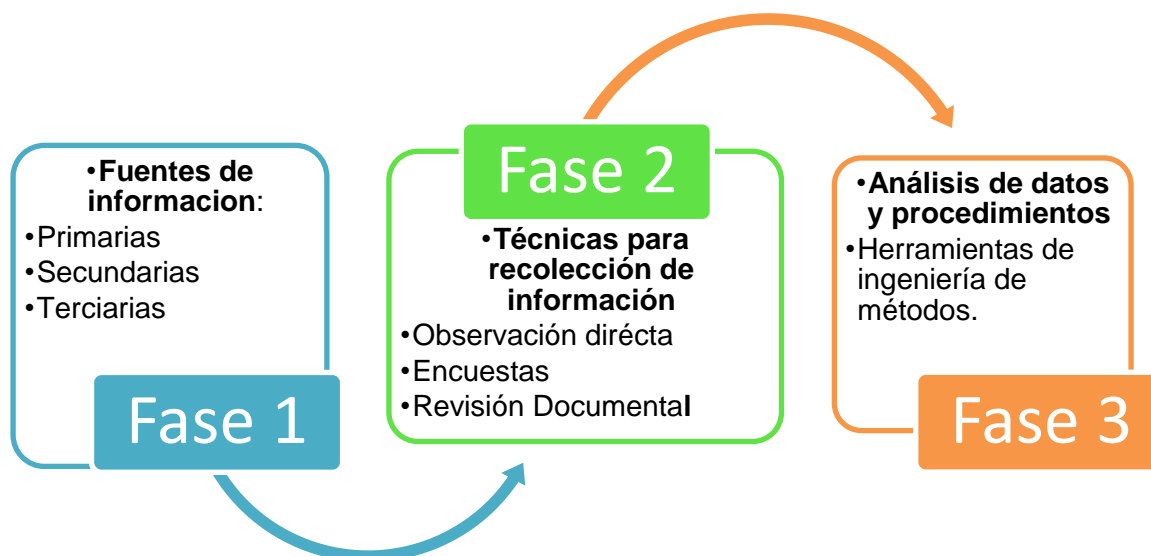 •Fuentes de
informacion:
•Primarias
•Secundarias
•Terciarias
Fase 1
Fase 2
•Técnicas para
recolección de
información
•Observación dirécta
•Encuestas
•Revisión Documental
•Análisis de datos
y procedimientos
•Herramientas de
ingeniería de
métodos.
Fase 3